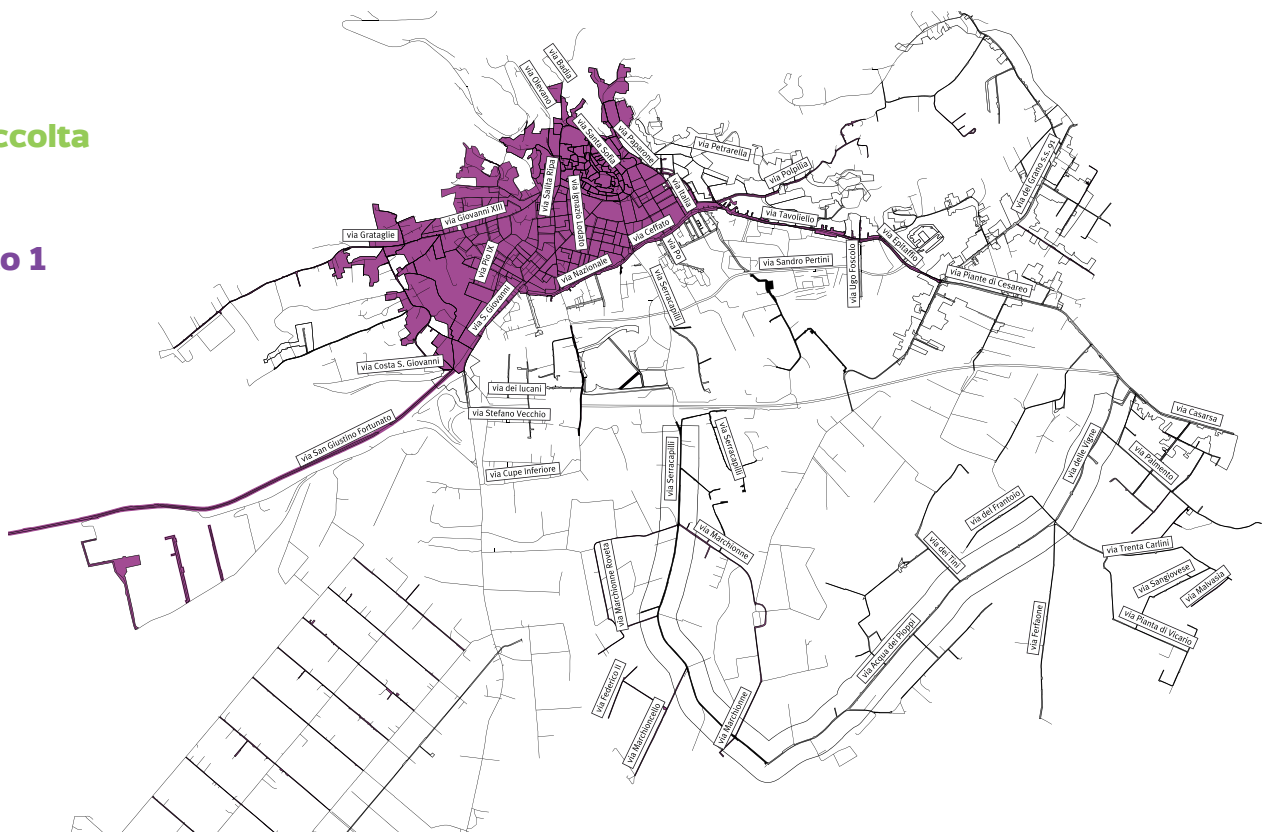 ccolta
o 1
via Badia
via Olevano
via Santa Sofia
via Paparone
via Petrarella
via Polpilia
via del Grano s.s. 91
via Salita Ripa
via Ignazio Lodato
via Italia
via Giovanni XIII
via Tavoliello
via Grataglie
via Ceffato
via Epitaffio
via Po
via Pio IX
via Sandro Pertini
via Ugo Foscolo
via Nazionale
via Piante di Cesareo
via Serracapilli
via S. Giovanni
via Costa S. Giovanni
via dei lucani
via Stefano Vecchio
via Casarsa
via San Giustino Fortunato
via Serracapilli
via Serracapilli
via delle Vigne
via Palmento
via Cupe Inferiore
via del Frantoio
via Marchionne
via dei Tini
via Trenta Carlini
via Marchionne Rovella
via Sangiovese
via Malvasia
via Ferfaone
via Pianta di Vicario
via Acqua dei Pioppi
via Federico II
via Marchioncello
via Marchionne